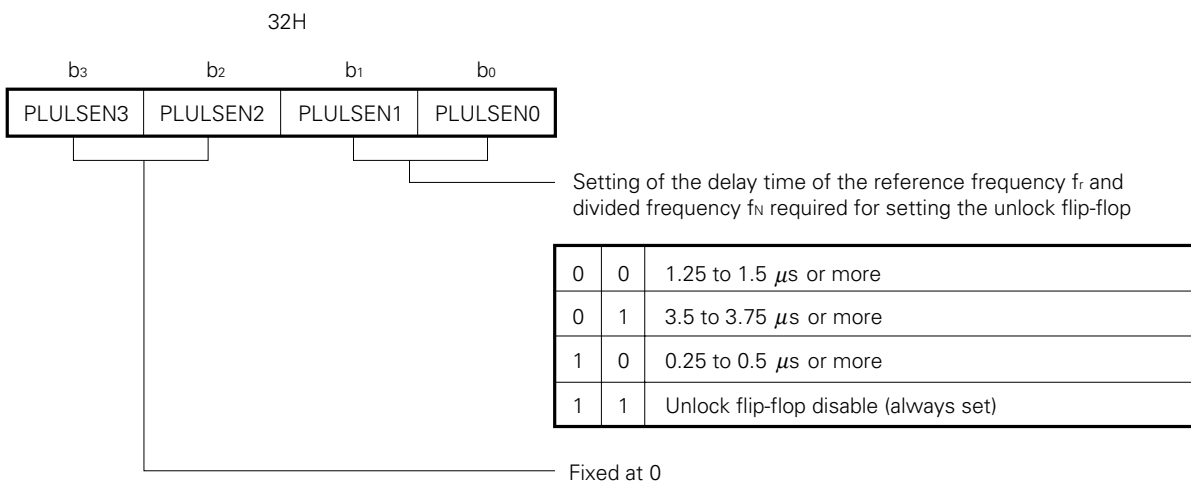 32H
b3 b2 b1 b0
PLULSEN3 PLULSEN2 PLULSEN1 PLULSEN0
Setting of the delay time of the reference frequency fr and
divided frequency fN required for setting the unlock flip-flop
0 0 1.25 to 1.5 μs or more
0 1 3.5 to 3.75 μs or more
1 0 0.25 to 0.5 μs or more
1 1 Unlock flip-flop disable (always set)
Fixed at 0